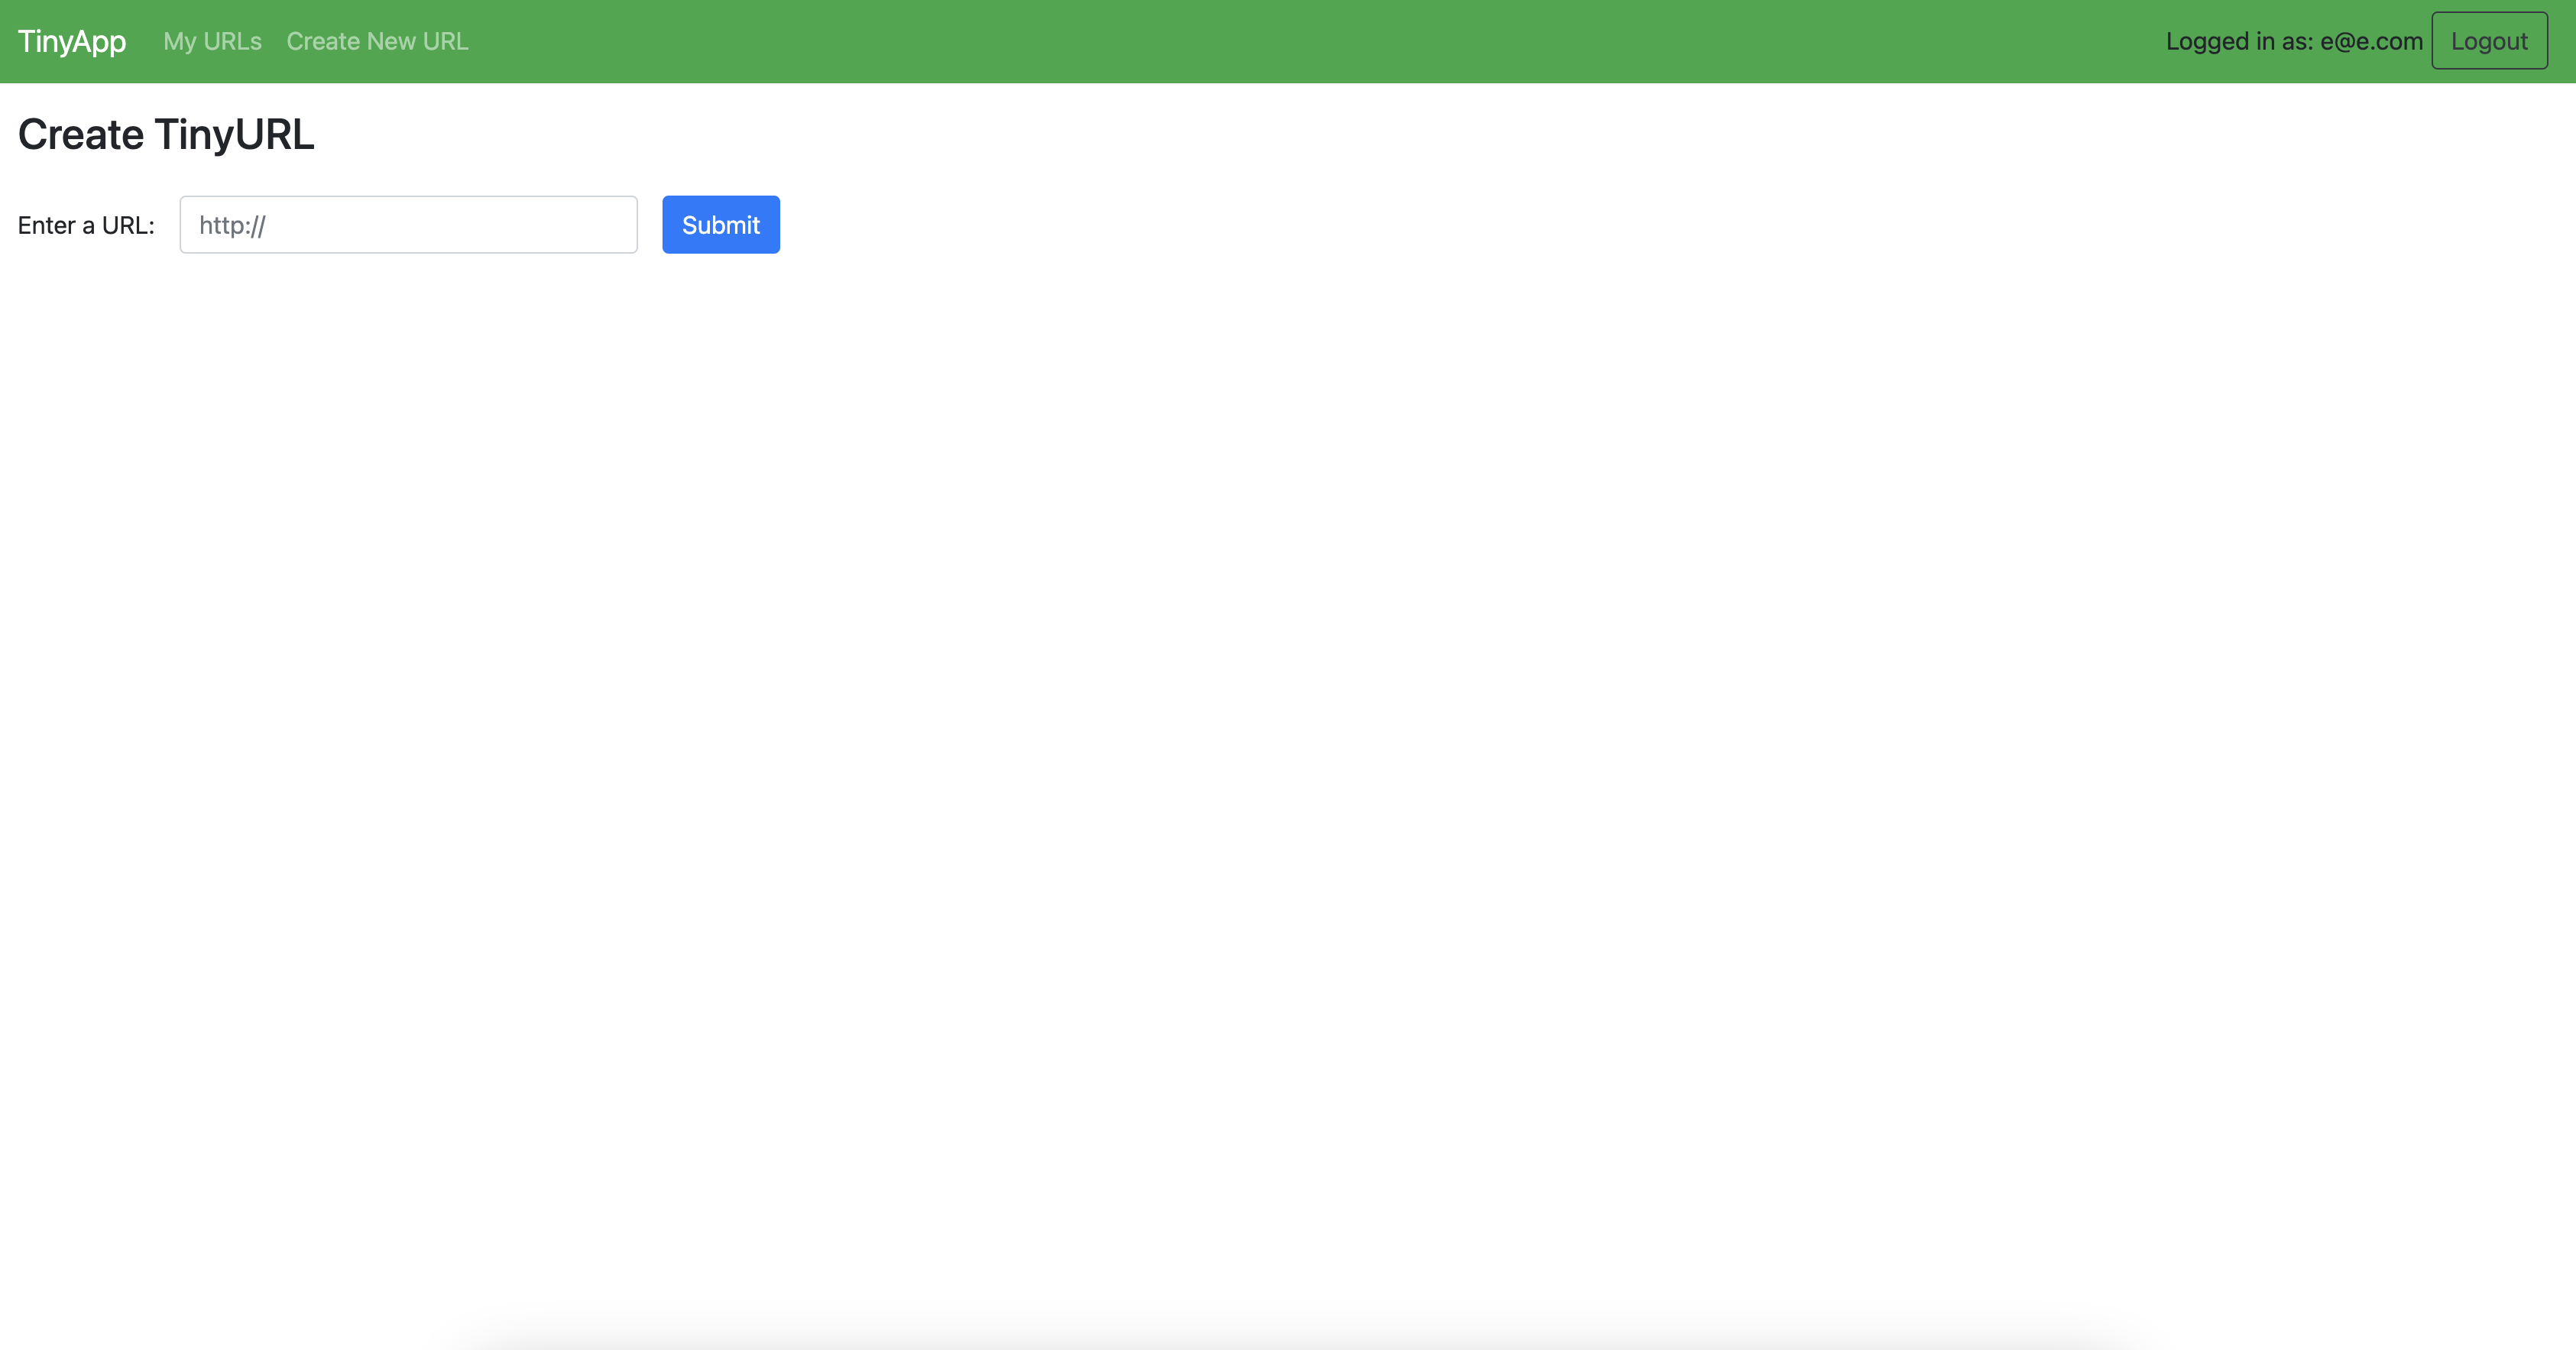 TinyApp My URLs Create New URL Logged in as: e@e.com Logout
Create TinyURL
Enter a URL: http:// Submit